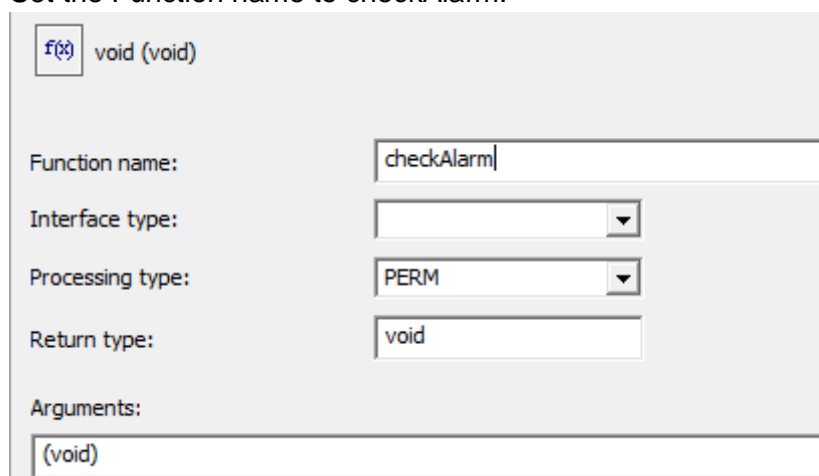 Set the Function name to checkAlarm.
f(x) void (void)
Function name: checkAlarm
Interface type:
Processing type: PERM
Return type: void
Arguments:
(void)